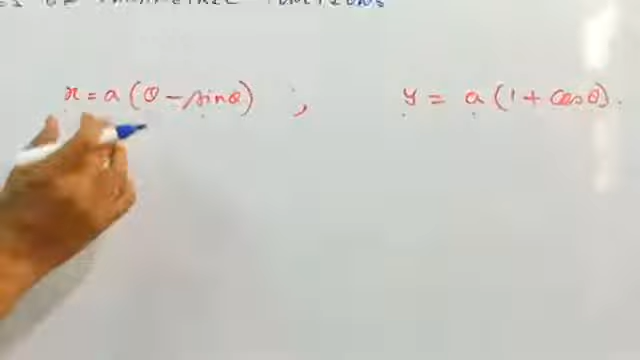 x = a (θ - sinθ) ; y = a (1 + cosθ).